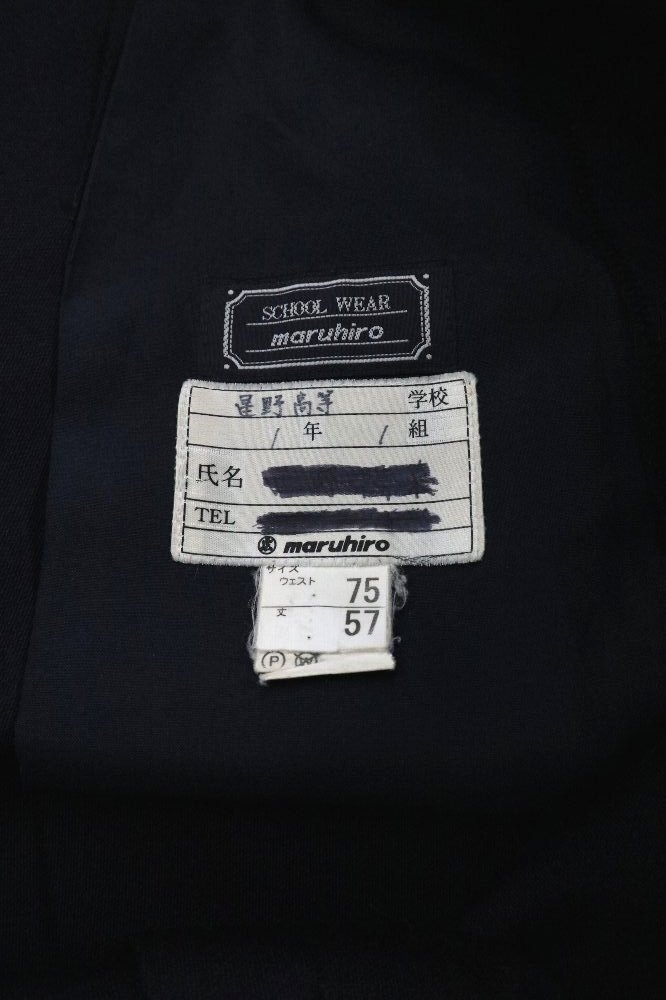 SCHOOL WEAR
maruhiro
星野高等 学校
1 年 1 組
氏名
TEL
maruhiro
サイズ
ウェスト 75
丈 57
P